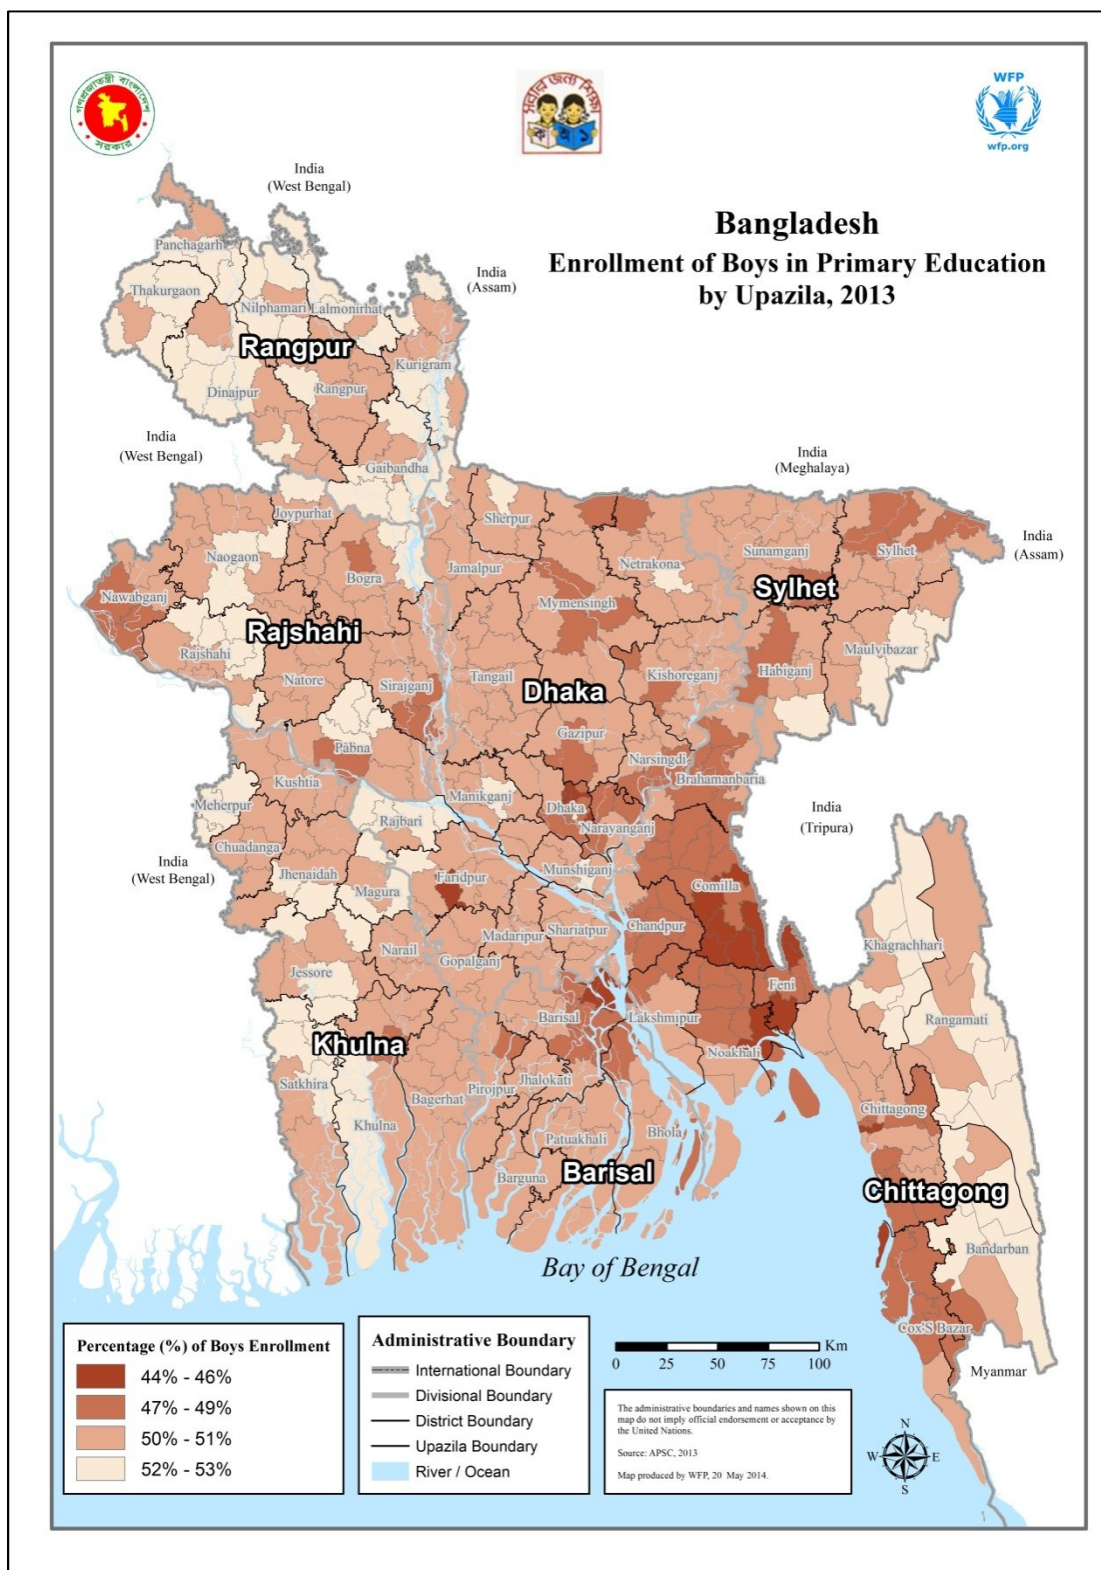 গণপ্রজাতন্ত্রী বাংলাদেশ
সরকার
সবার জন্য শিক্ষা
ক অ ১
WFP
wfp.org
Bangladesh
Enrollment of Boys in Primary Education
by Upazila, 2013
India
(West Bengal)
India
(Assam)
India
(West Bengal)
India
(Meghalaya)
India
(Assam)
India
(Tripura)
India
(West Bengal)
Myanmar
Panchagarh
Thakurgaon
Nilphamari
Lalmonirhat
Rangpur
Kurigram
Dinajpur
Rangpur
Gaibandha
Joypurhat
Sherpur
Naogaon
Bogra
Jamalpur
Netrakona
Sunamganj
Sylhet
Nawabganj
Mymensingh
Sylhet
Rajshahi
Rajshahi
Maulvibazar
Natore
Sirajganj
Tangail
Kishoreganj
Habiganj
Dhaka
Pabna
Gazipur
Narsingdi
Brahamanbaria
Kushtia
Meherpur
Manikganj
Dhaka
Rajbari
Narayanganj
Chuadanga
Jhenaidah
Magura
Faridpur
Munshiganj
Comilla
Madaripur
Shariatpur
Chandpur
Narail
Gopalganj
Khagrachhari
Jessore
Feni
Barisal
Lakshmipur
Rangamati
Khulna
Noakhali
Satkhira
Bagerhat
Pirojpur
Jhalokati
Chittagong
Khulna
Patuakhali
Bhola
Barguna
Barisal
Chittagong
Bandarban
Bay of Bengal
Cox'S Bazar
Percentage (%) of Boys Enrollment
44% - 46%
47% - 49%
50% - 51%
52% - 53%
Administrative Boundary
International Boundary
Divisional Boundary
District Boundary
Upazila Boundary
River / Ocean
Km
0 25 50 75 100
The administrative boundaries and names shown on this
map do not imply official endorsement or acceptance by
the United Nations.
Source: APSC, 2013
Map produced by WFP, 20 May 2014.
N
W E
S